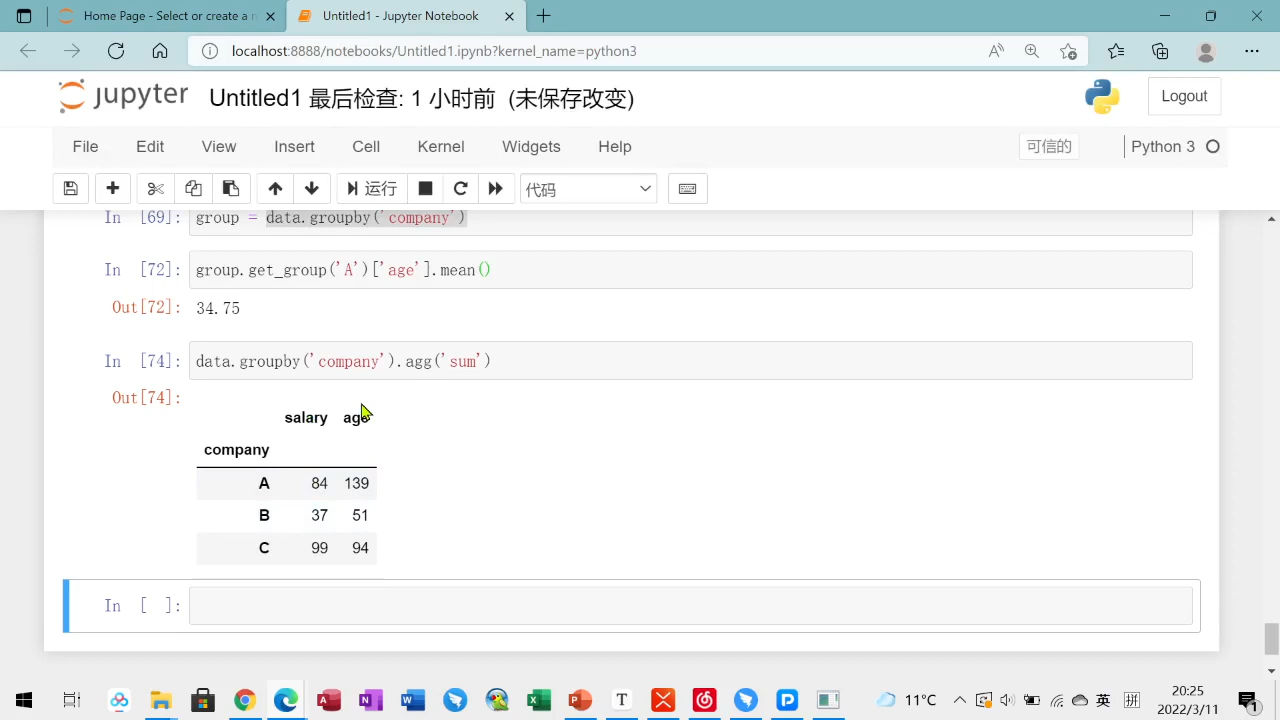 Home Page - Select or create a n
Untitled1 - Jupyter Notebook
localhost:8888/notebooks/Untitled1.ipynb?kernel_name=python3
jupyter Untitled1 最后检查: 1 小时前 (未保存改变)
Logout
File Edit View Insert Cell Kernel Widgets Help 可信的 Python 3
运行 代码
In [69]: group = data.groupby('company')
In [72]: group.get_group('A')['age'].mean()
Out[72]: 34.75
In [74]: data.groupby('company').agg('sum')
Out[74]:
salary age
company
A 84 139
B 37 51
C 99 94
In [ ]:
11°C 英 拼 20:25
2022/3/11
1